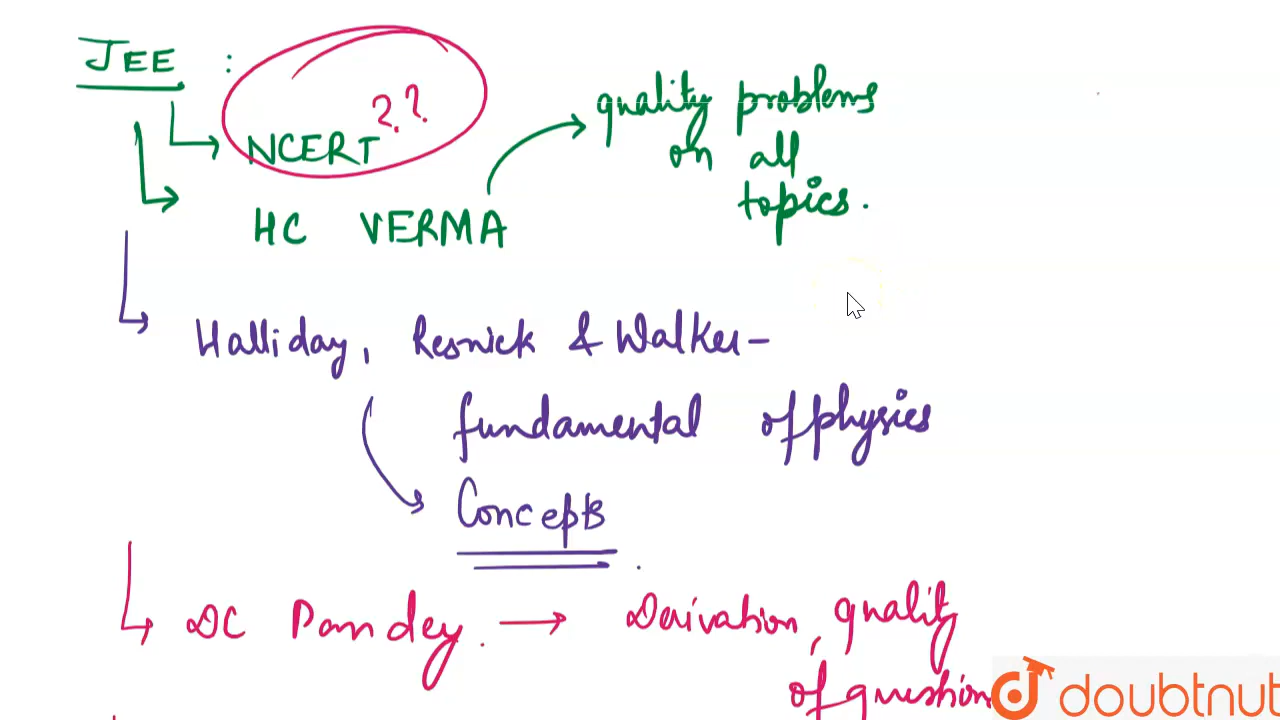 JEE :
NCERT ??
HC VERMA
quality problems
on all
topics.
Halliday, Resnick & Walker-
fundamental of physics
Concepts
DC Pandey. → Derivation, quality
of question
doubtnut